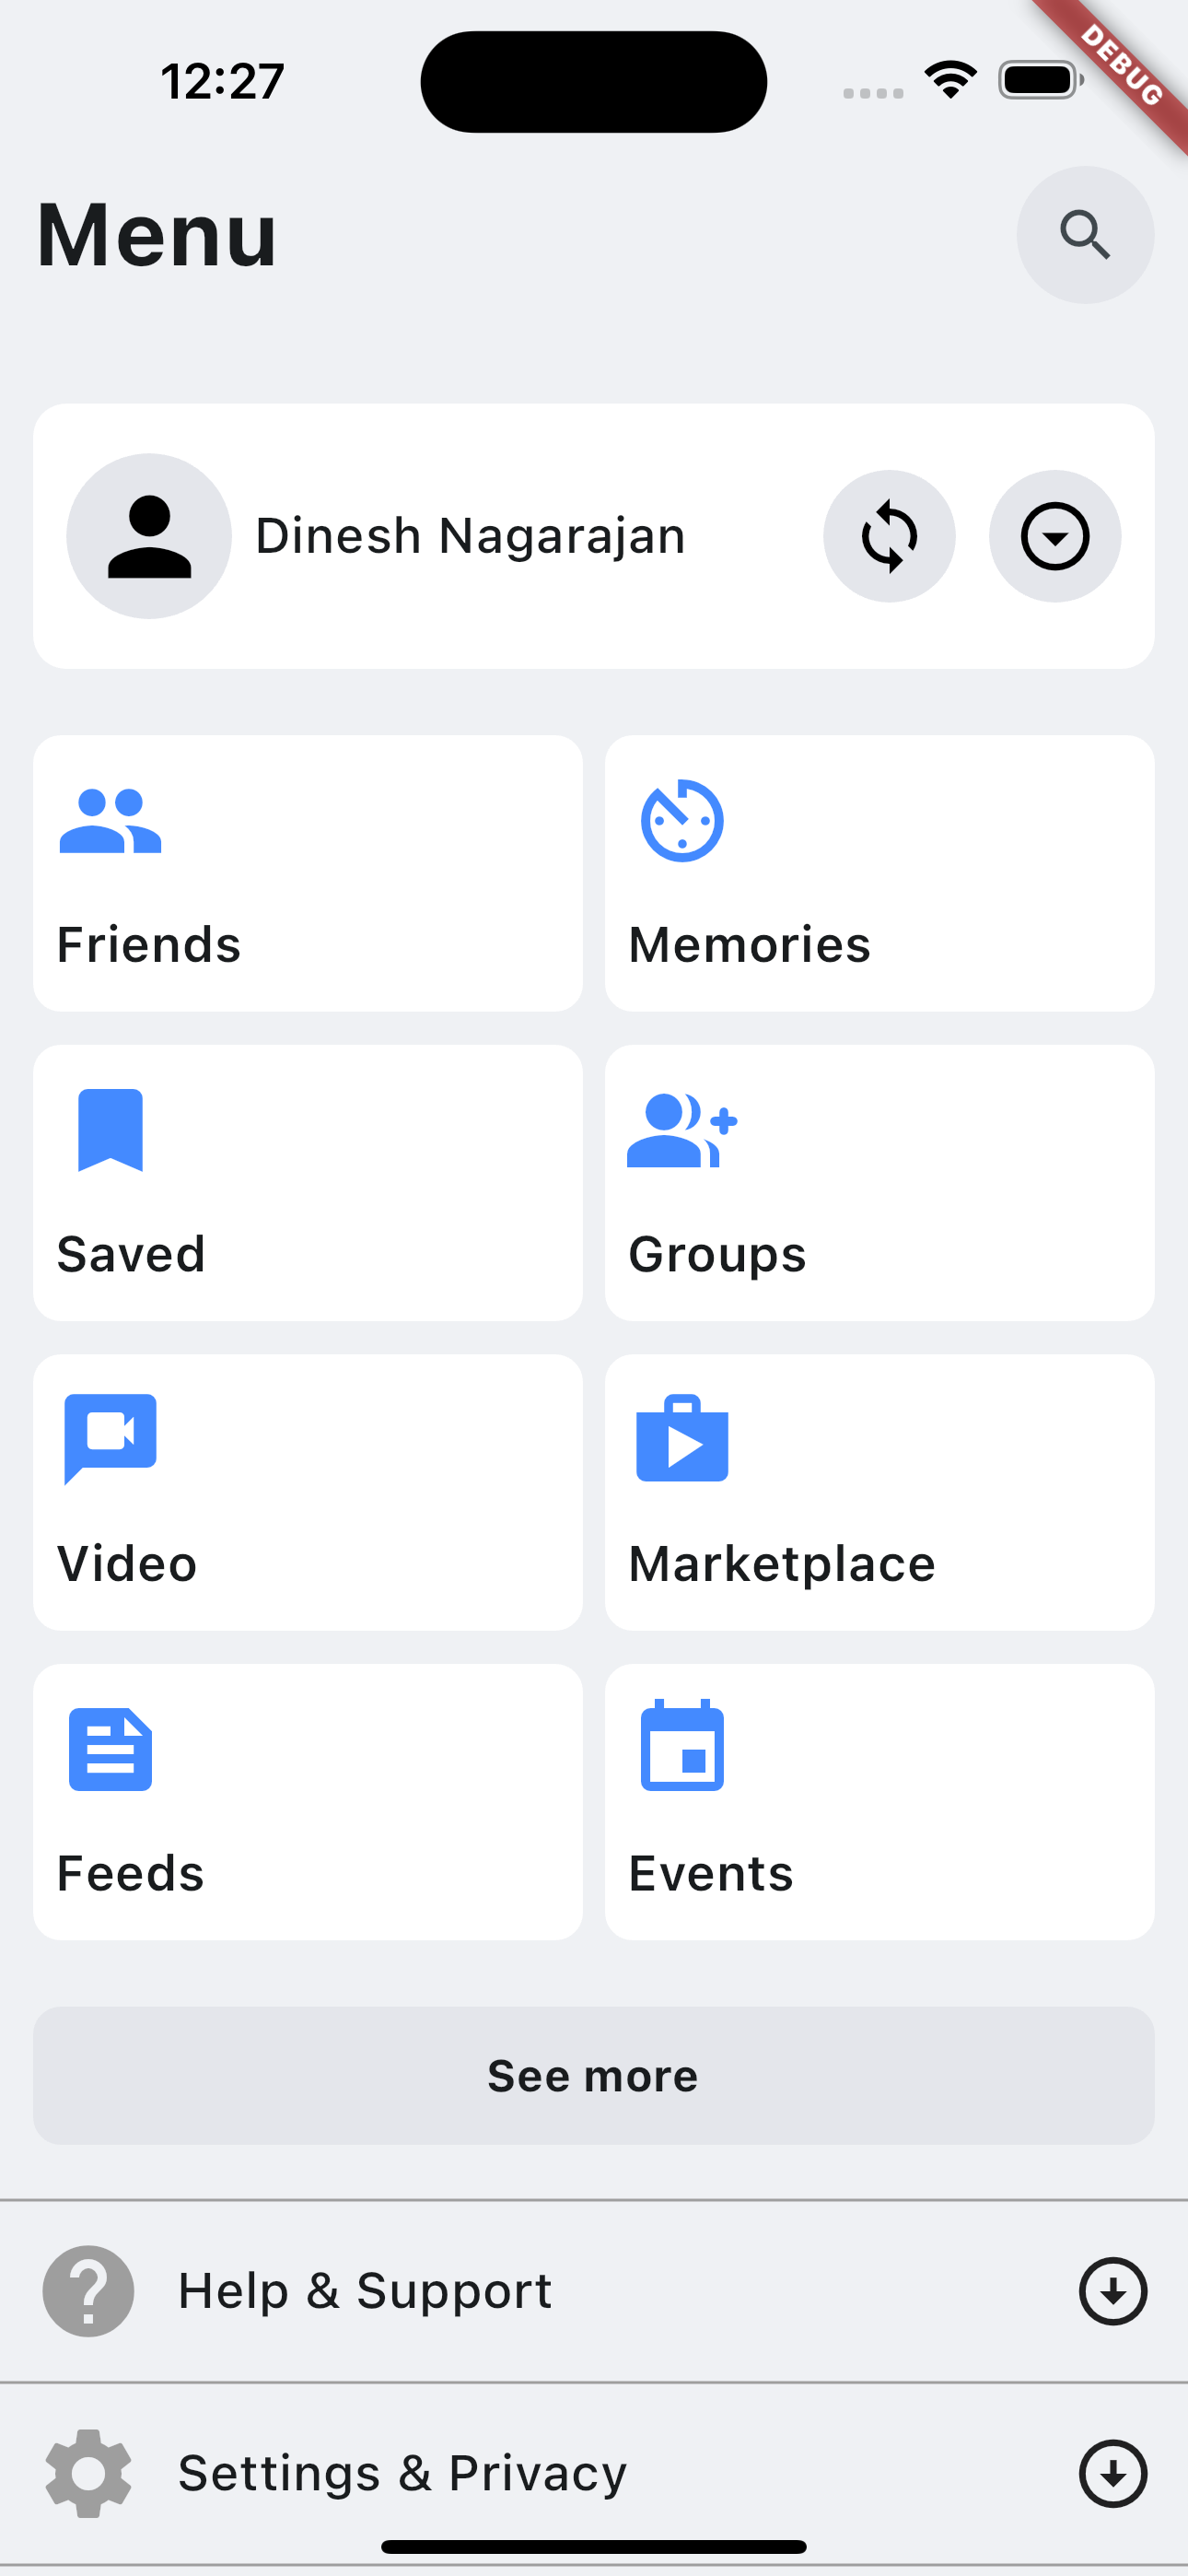 12:27
DEBUG
Menu
Dinesh Nagarajan
Friends
Memories
Saved
Groups
Video
Marketplace
Feeds
Events
See more
Help & Support
Settings & Privacy